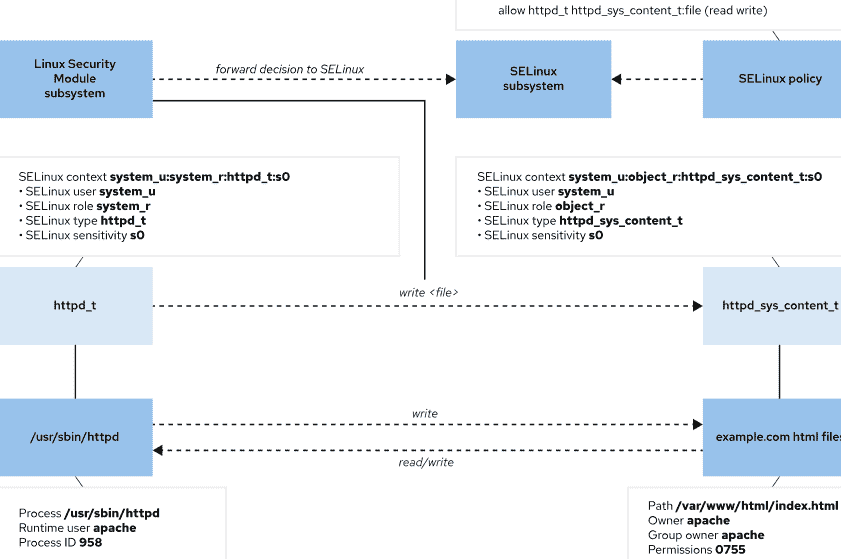 allow httpd_t httpd_sys_content_t:file (read write)
Linux Security
Module
subsystem
forward decision to SELinux
SELinux
subsystem
SELinux policy
SELinux context system_u:system_r:httpd_t:s0
• SELinux user system_u
• SELinux role system_r
• SELinux type httpd_t
• SELinux sensitivity s0
SELinux context system_u:object_r:httpd_sys_content_t:s0
• SELinux user system_u
• SELinux role object_r
• SELinux type httpd_sys_content_t
• SELinux sensitivity s0
httpd_t
write <file>
httpd_sys_content_t
/usr/sbin/httpd
write
read/write
example.com html files
Process /usr/sbin/httpd
Runtime user apache
Process ID 958
Path /var/www/html/index.html
Owner apache
Group owner apache
Permissions 0755